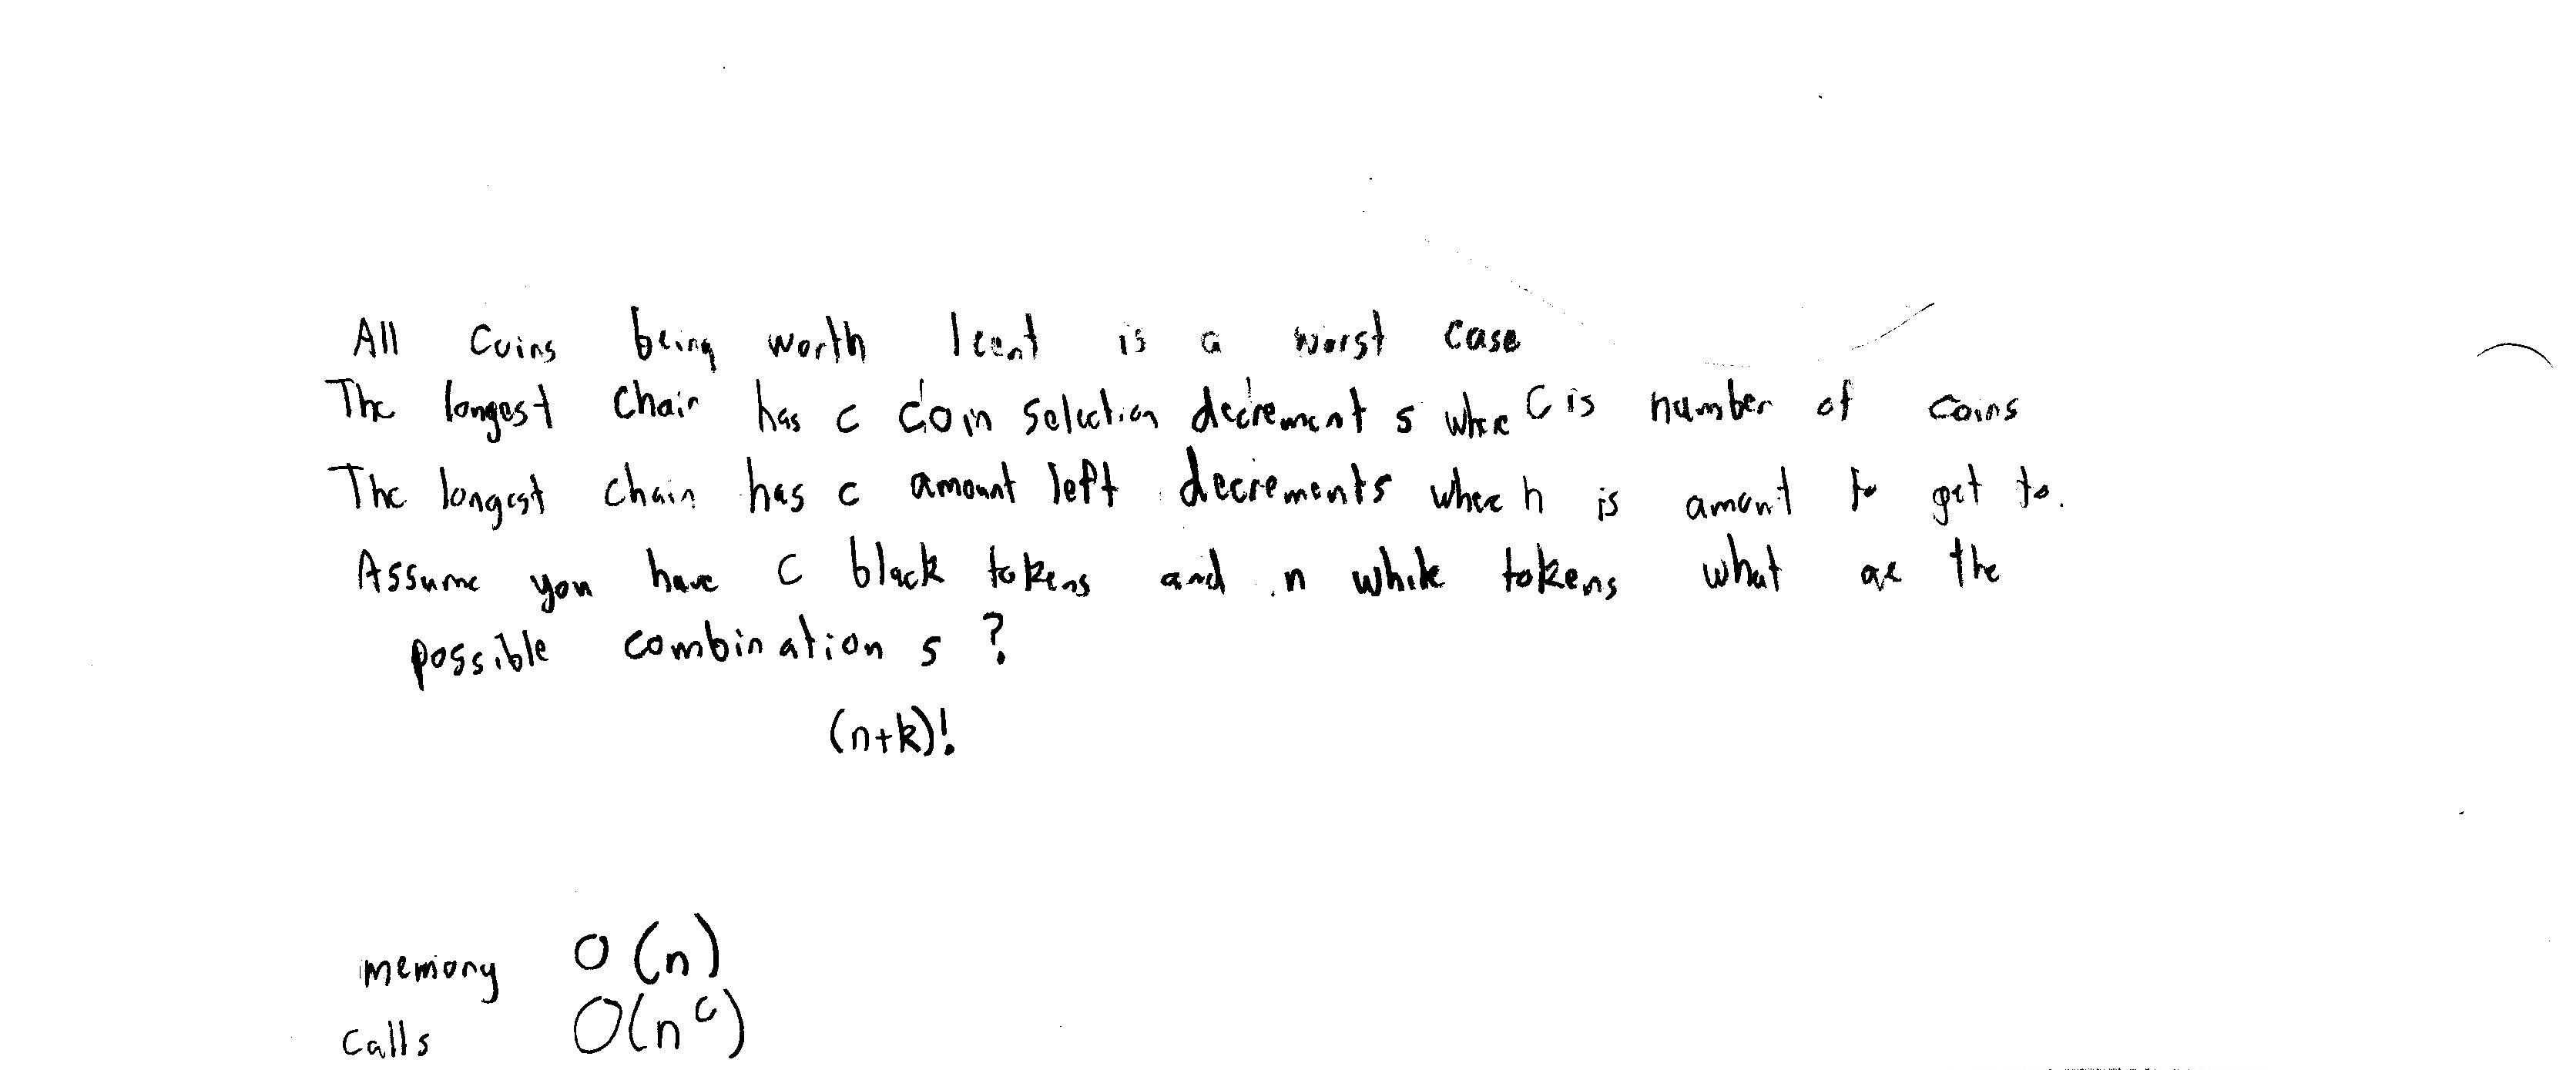 All coins being worth 1cent is a worst case
The longest chain has c coin selection decrement s where C is number of coins
The longest chain has c amount left decrements where n is amount to get to.
Assume you have C black tokens and n white tokens what are the
possible combination s ?
(n+k)!
memory O(n)
Calls O(n^c)